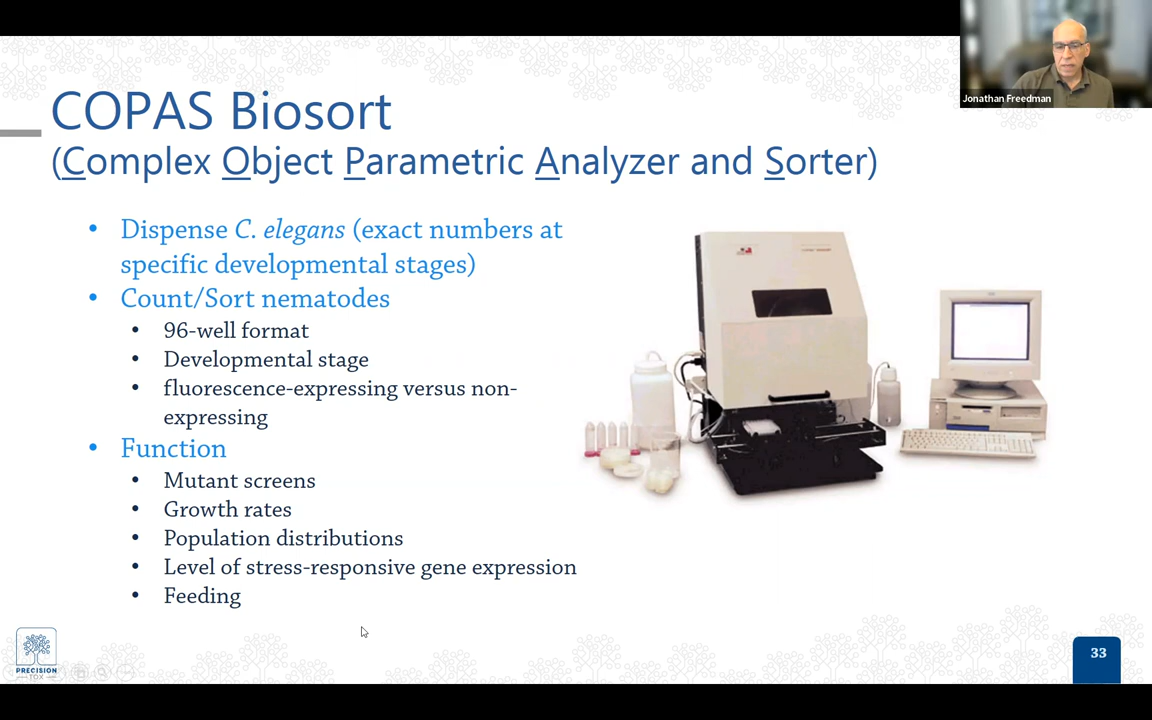 Jonathan Freedman
COPAS Biosort
(Complex Object Parametric Analyzer and Sorter)
• Dispense C. elegans (exact numbers at
specific developmental stages)
• Count/Sort nematodes
• 96-well format
• Developmental stage
• fluorescence-expressing versus non-
expressing
• Function
• Mutant screens
• Growth rates
• Population distributions
• Level of stress-responsive gene expression
• Feeding
PRECISION
TOX
33